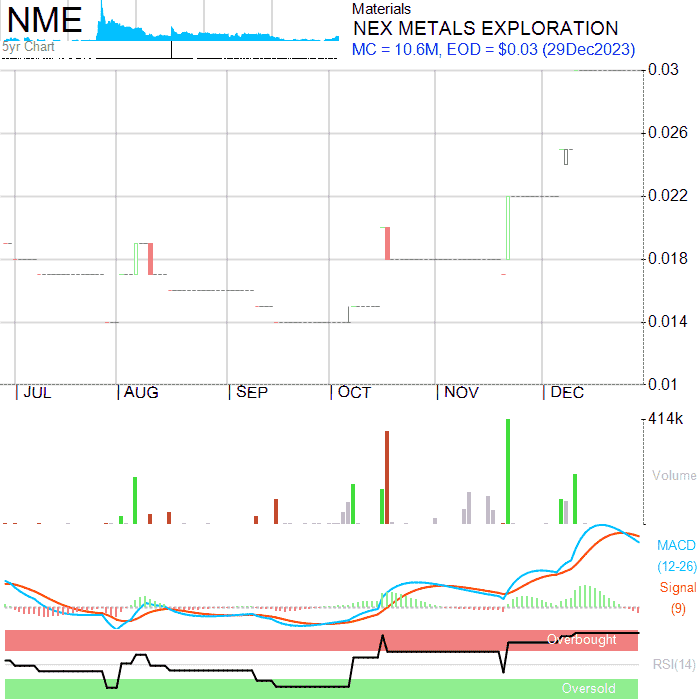 NME
5yr Chart
Materials
NEX METALS EXPLORATION
MC = 10.6M, EOD = $0.03 (29Dec2023)
0.03
0.026
0.022
0.018
0.014
0.01
JUL AUG SEP OCT NOV DEC
414k
Volume
MACD
(12-26)
Signal
(9)
Overbought
RSI(14)
Oversold